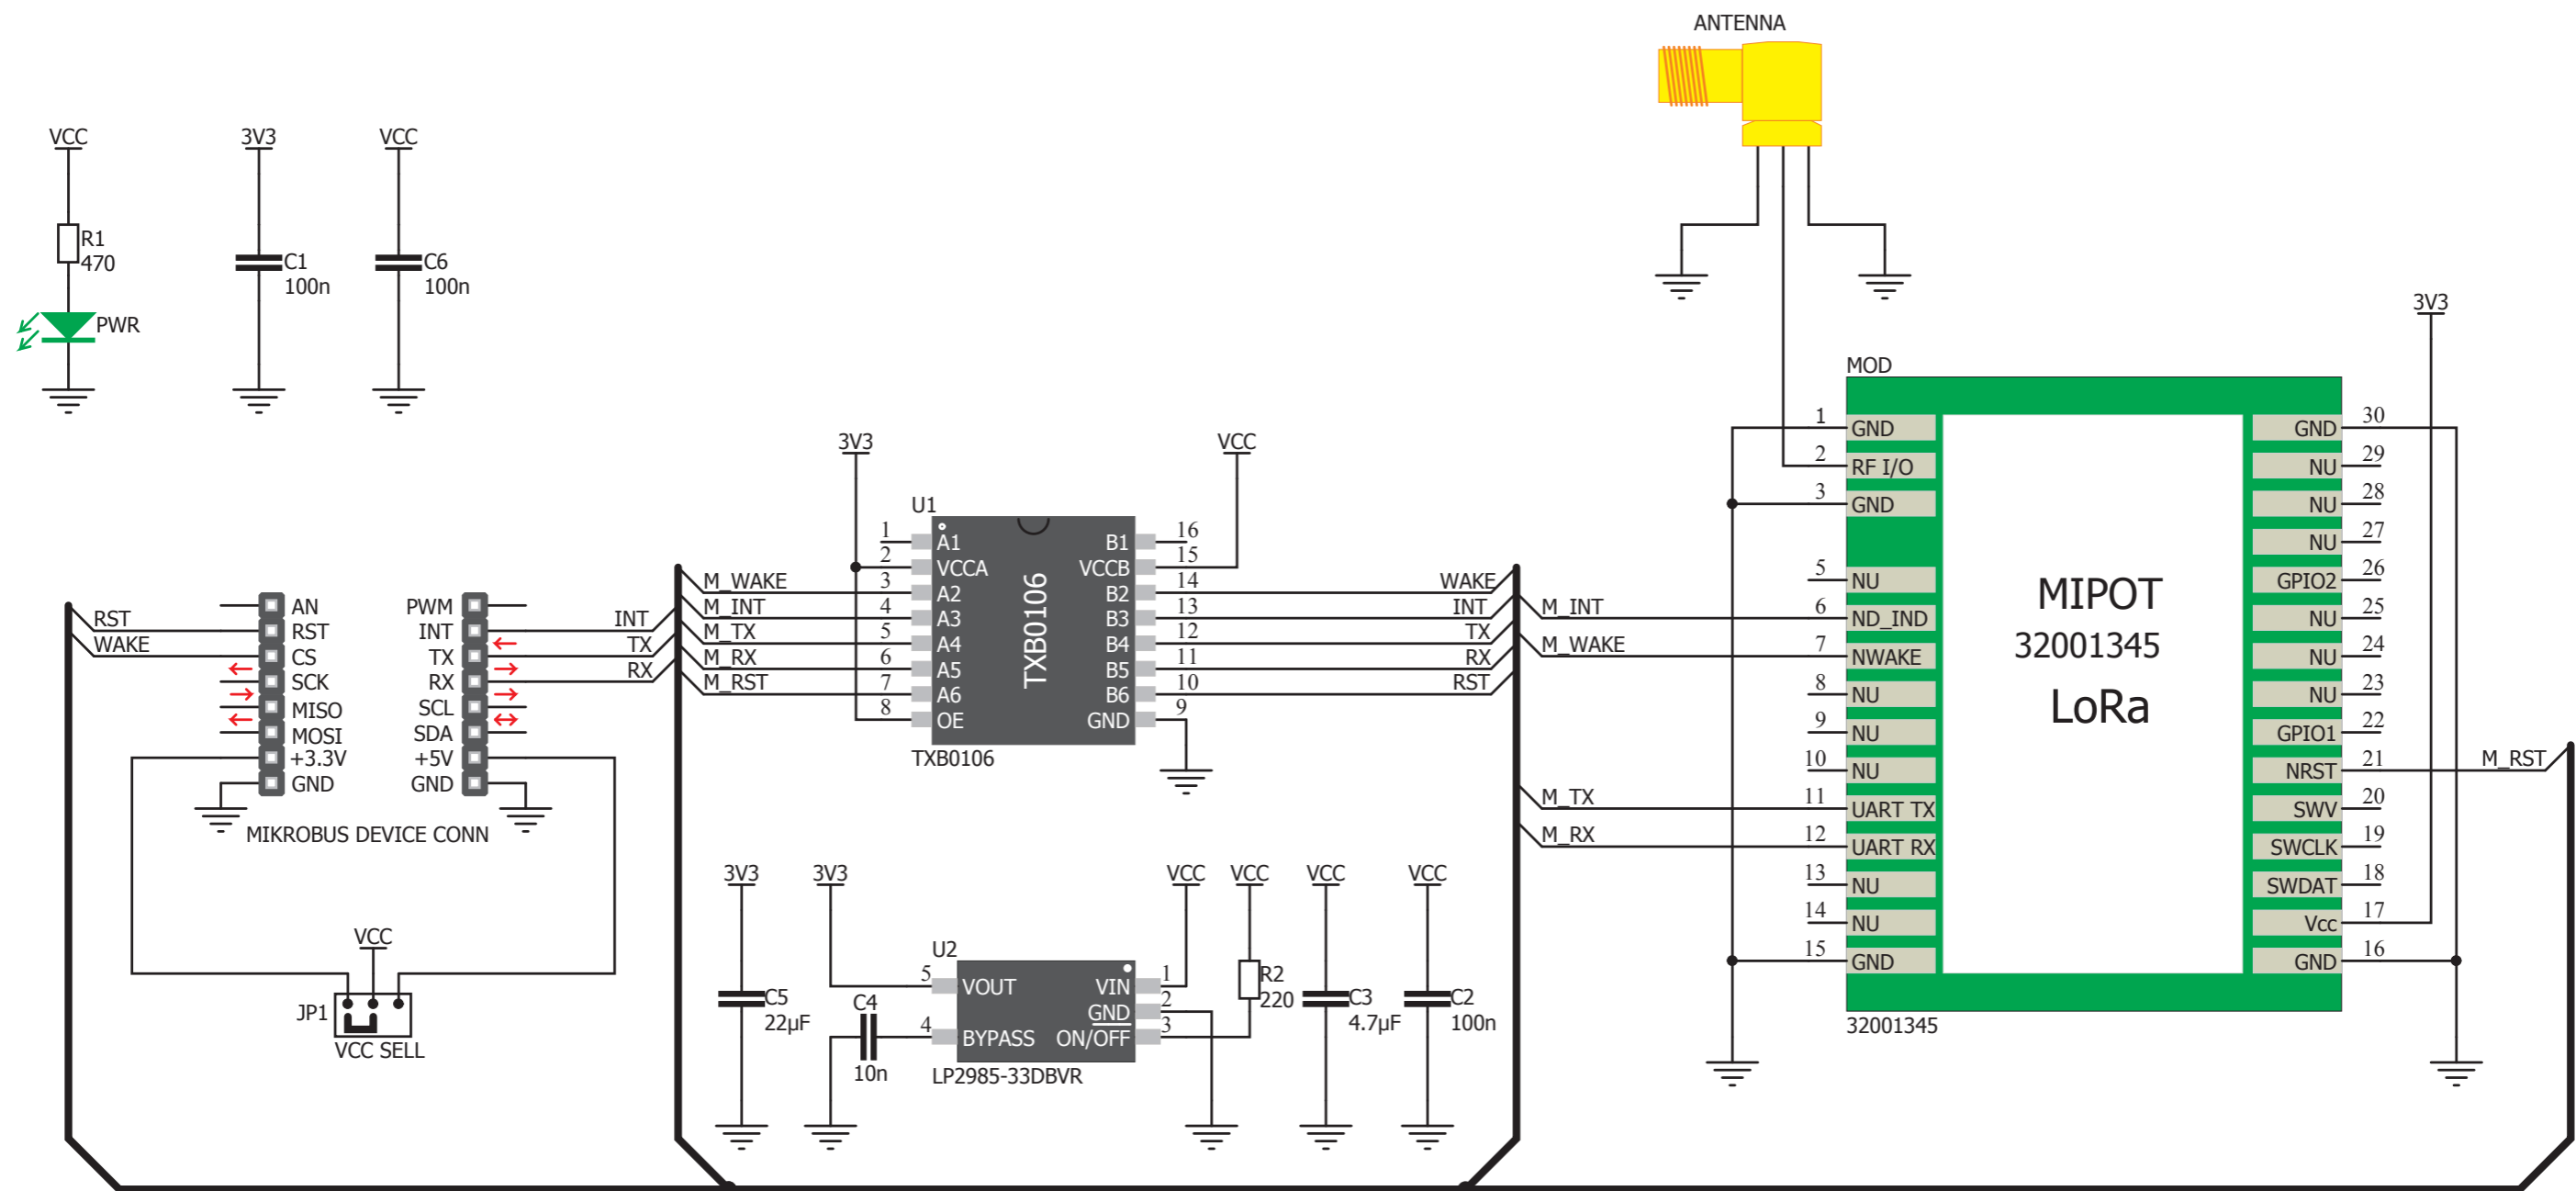 ANTENNA
VCC
3V3
VCC
R1
470
C1
100n
C6
100n
PWR
3V3
MOD
3V3
VCC
U1
1 A1
2 VCCA
M_WAKE 3 A2
M_INT 4 A3
M_TX 5 A4
M_RX 6 A5
M_RST 7 A6
8 OE
TXB0106
B1 16
VCCB 15
B2 14 WAKE
B3 13 INT
B4 12 TX
B5 11 RX
B6 10 RST
GND 9
TXB0106
RST
WAKE
AN
RST
CS
SCK
MISO
MOSI
+3.3V
GND
PWM
INT
TX
RX
SCL
SDA
+5V
GND
INT
TX
RX
MIKROBUS DEVICE CONN
VCC
JP1
VCC SELL
3V3
C5
22µF
3V3
C4
10n
U2
5 VOUT
4 BYPASS
VIN 1
GND 2
ON/OFF 3
LP2985-33DBVR
VCC
VCC
R2
220
VCC
C3
4.7µF
VCC
C2
100n
1 GND
2 RF I/O
3 GND
5 NU
M_INT 6 ND_IND
M_WAKE 7 NWAKE
8 NU
9 NU
10 NU
M_TX 11 UART TX
M_RX 12 UART RX
13 NU
14 NU
15 GND
MIPOT
32001345
LoRa
GND 30
NU 29
NU 28
NU 27
GPIO2 26
NU 25
NU 24
NU 23
GPIO1 22
NRST 21 M_RST
SWV 20
SWCLK 19
SWDAT 18
Vcc 17
GND 16
32001345